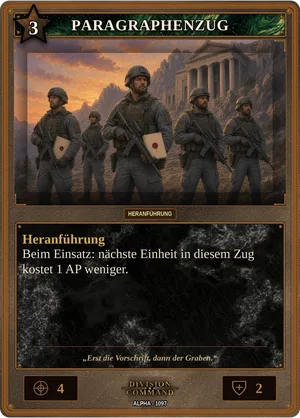 3
PARAGRAPHENZUG
HERANFÜHRUNG
Heranführung
Beim Einsatz: nächste Einheit in diesem Zug
kostet 1 AP weniger.
„Erst die Vorschrift, dann der Graben.“
4
DIVISION
COMMAND
ALPHA · 1097
2